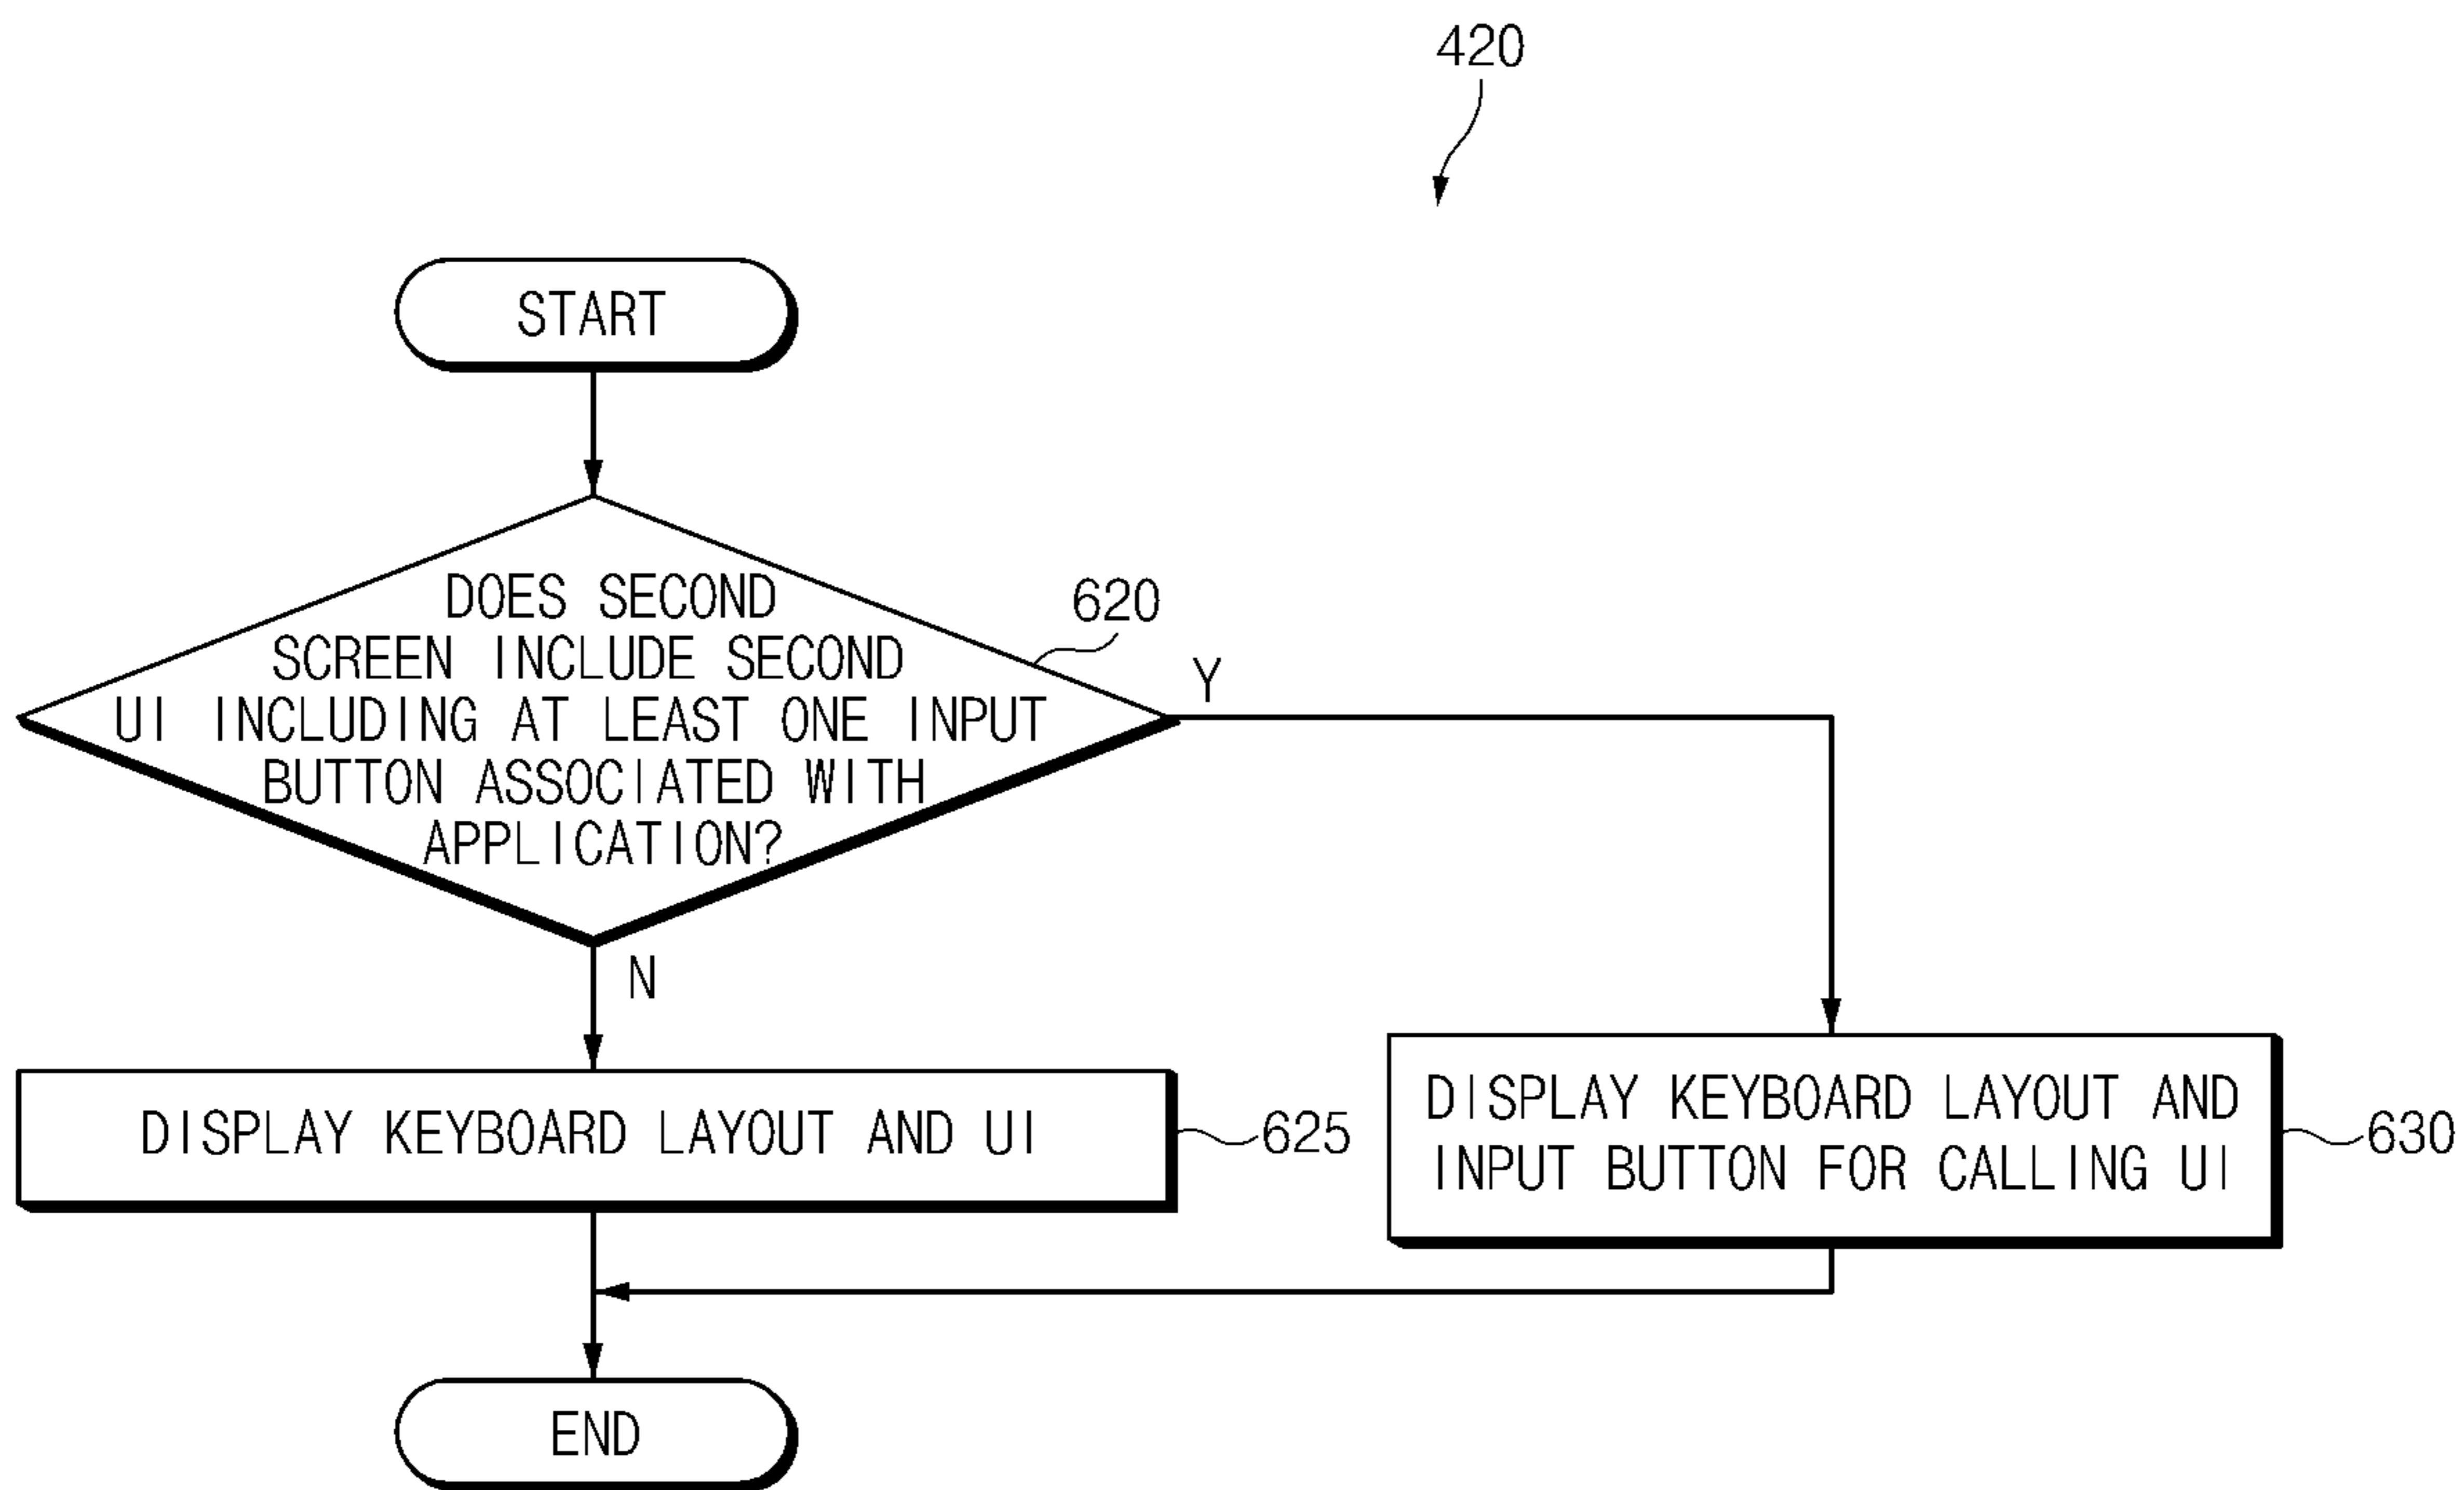 420
START
DOES SECOND
SCREEN INCLUDE SECOND
UI INCLUDING AT LEAST ONE INPUT
BUTTON ASSOCIATED WITH
APPLICATION?
620
Y
N
DISPLAY KEYBOARD LAYOUT AND UI
625
DISPLAY KEYBOARD LAYOUT AND
INPUT BUTTON FOR CALLING UI
630
END